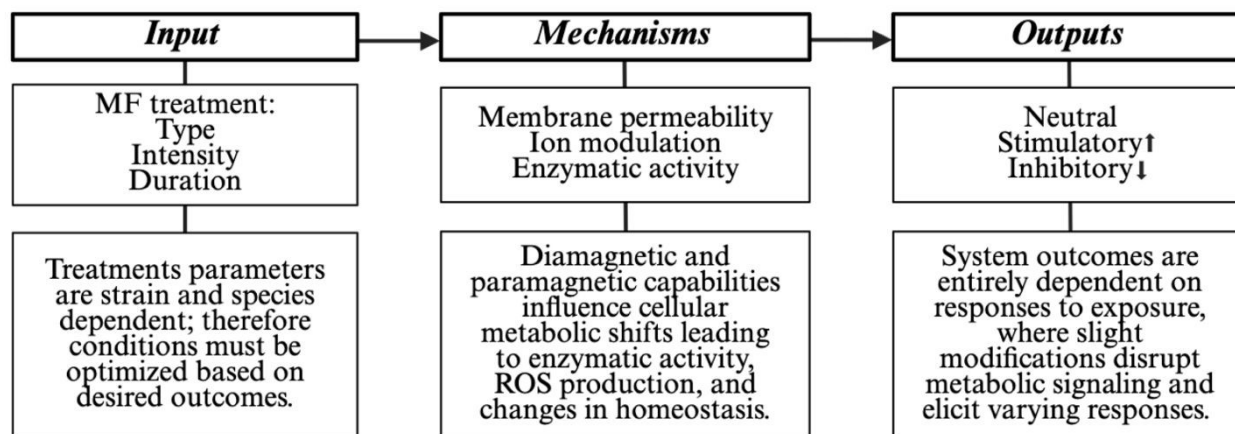 Input
MF treatment:
Type
Intensity
Duration
Treatments parameters
are strain and species
dependent; therefore
conditions must be
optimized based on
desired outcomes.
Mechanisms
Membrane permeability
Ion modulation
Enzymatic activity
Diamagnetic and
paramagnetic capabilities
influence cellular
metabolic shifts leading
to enzymatic activity,
ROS production, and
changes in homeostasis.
Outputs
Neutral
Stimulatory⬆
Inhibitory⬇
System outcomes are
entirely dependent on
responses to exposure,
where slight
modifications disrupt
metabolic signaling and
elicit varying responses.